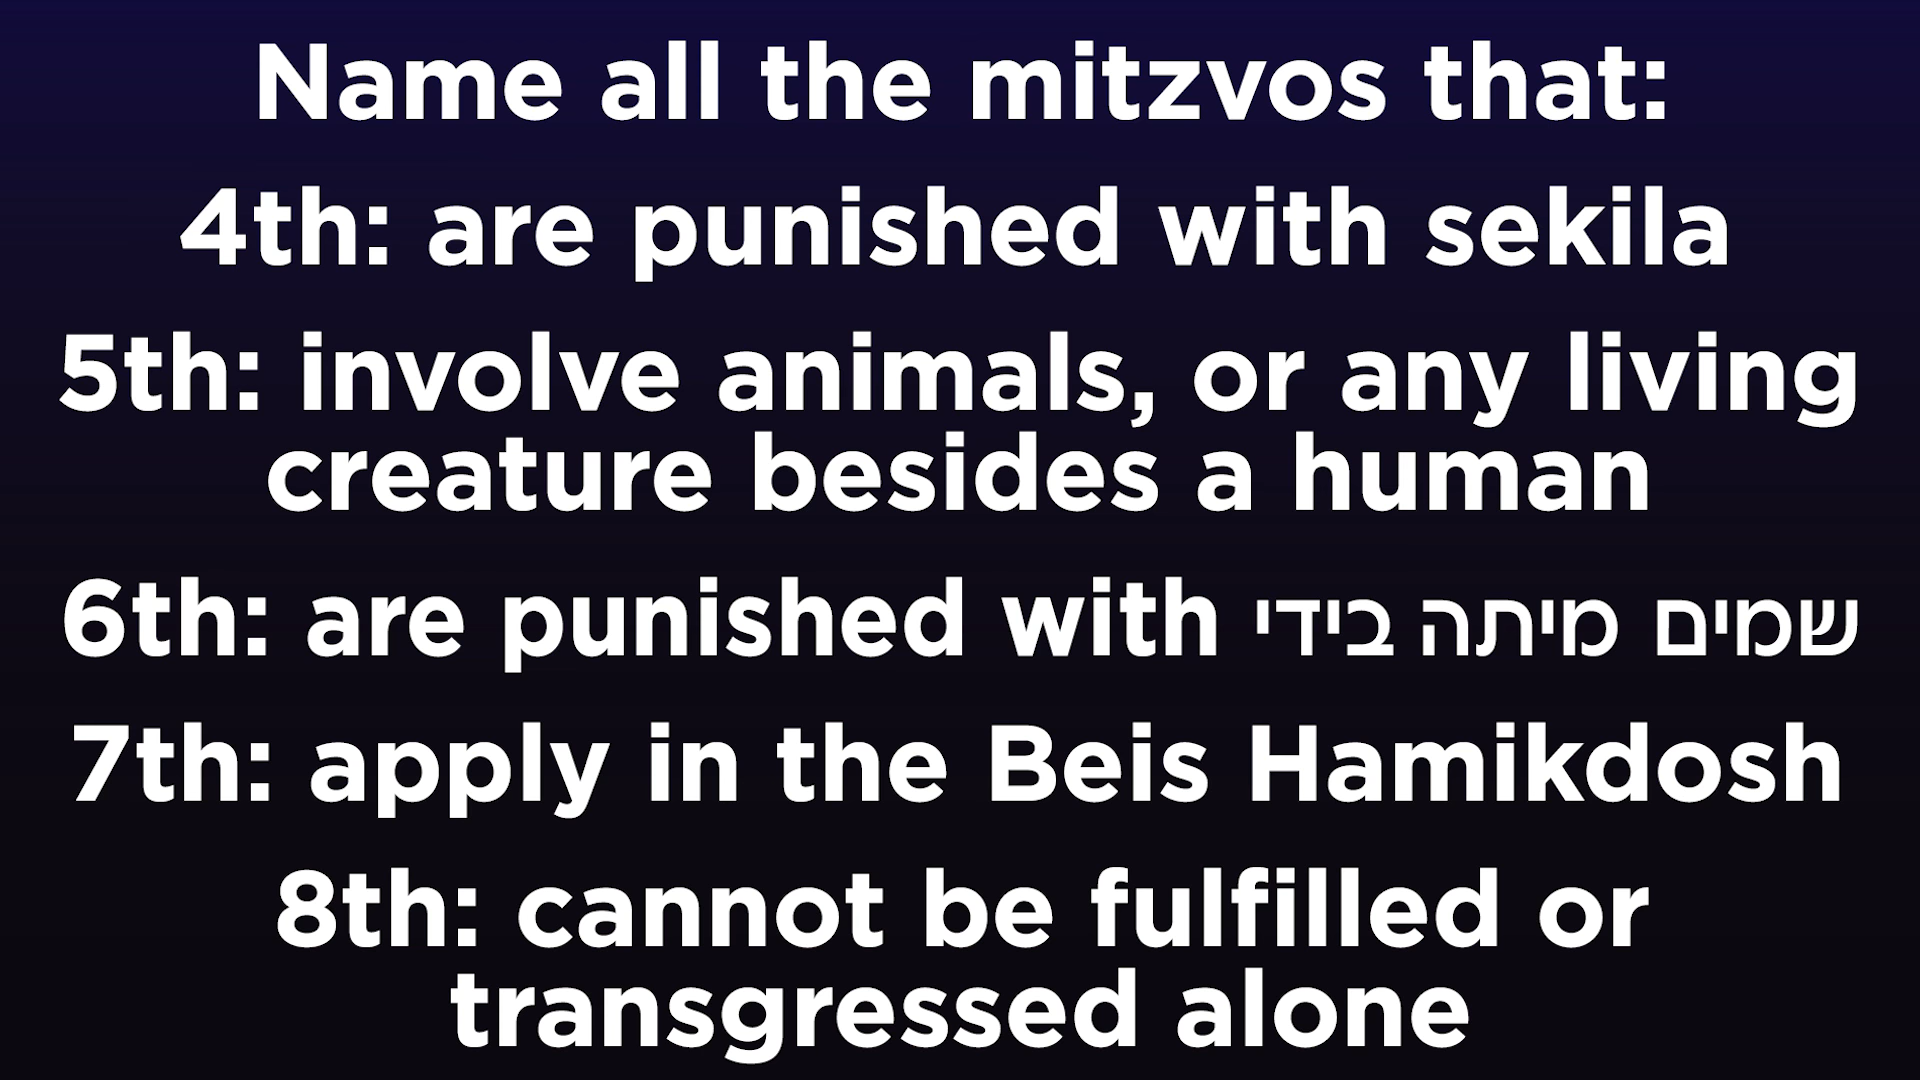 Name all the mitzvos that:
4th: are punished with sekila
5th: involve animals, or any living
creature besides a human
6th: are punished with שמים מיתה בידי
7th: apply in the Beis Hamikdosh
8th: cannot be fulfilled or
transgressed alone